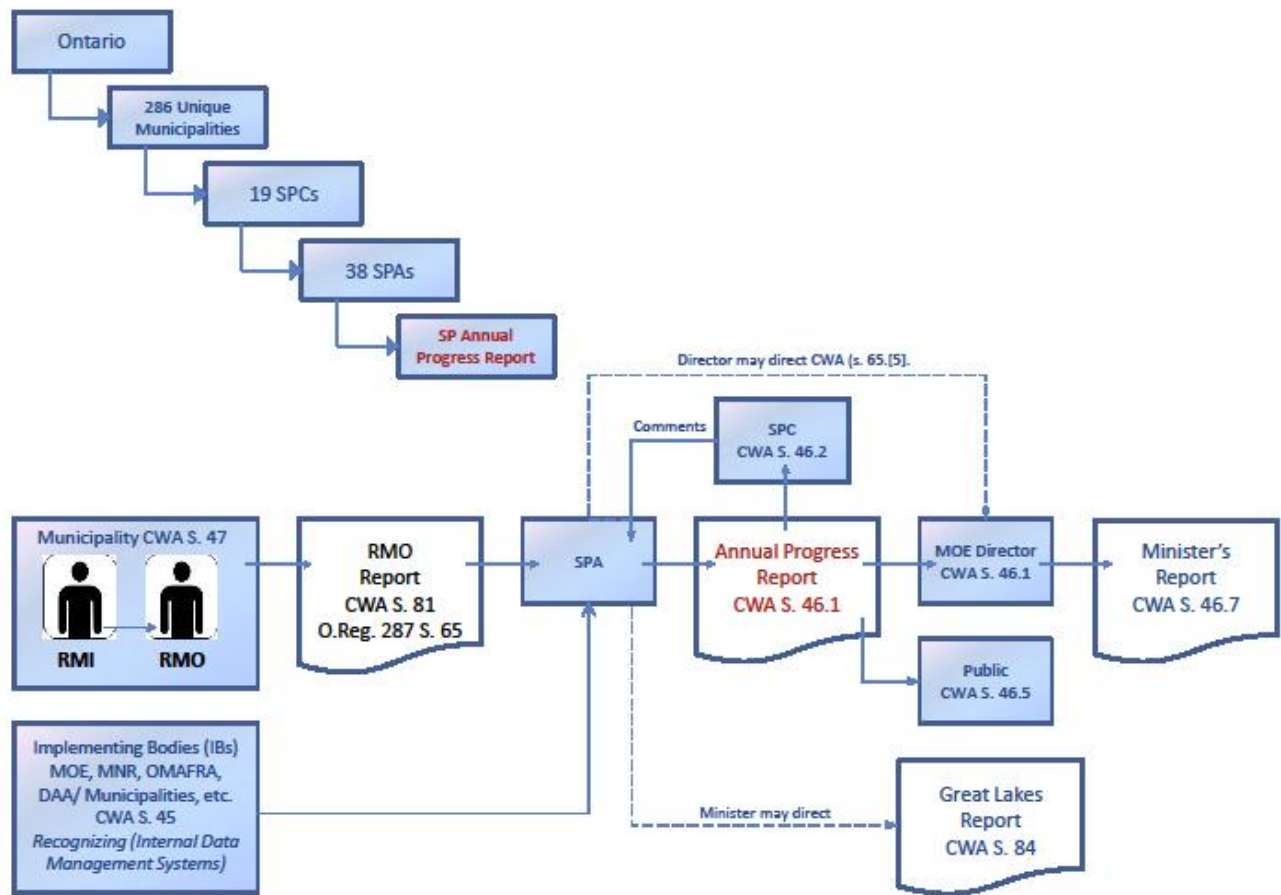 Ontario
286 Unique
Municipalities
19 SPCs
38 SPAs
SP Annual
Progress Report
Director may direct CWA (s. 65.[5].
Comments
SPC
CWA S. 46.2
Municipality CWA S. 47
RMI
RMO
RMO
Report
CWA S. 81
O.Reg. 287 S. 65
SPA
Annual Progress
Report
CWA S. 46.1
MOE Director
CWA S. 46.1
Minister's
Report
CWA S. 46.7
Public
CWA S. 46.5
Implementing Bodies (IBs)
MOE, MNR, OMAFRA,
DAA/ Municipalities, etc.
CWA S. 45
Recognizing (Internal Data
Management Systems)
Minister may direct
Great Lakes
Report
CWA S. 84